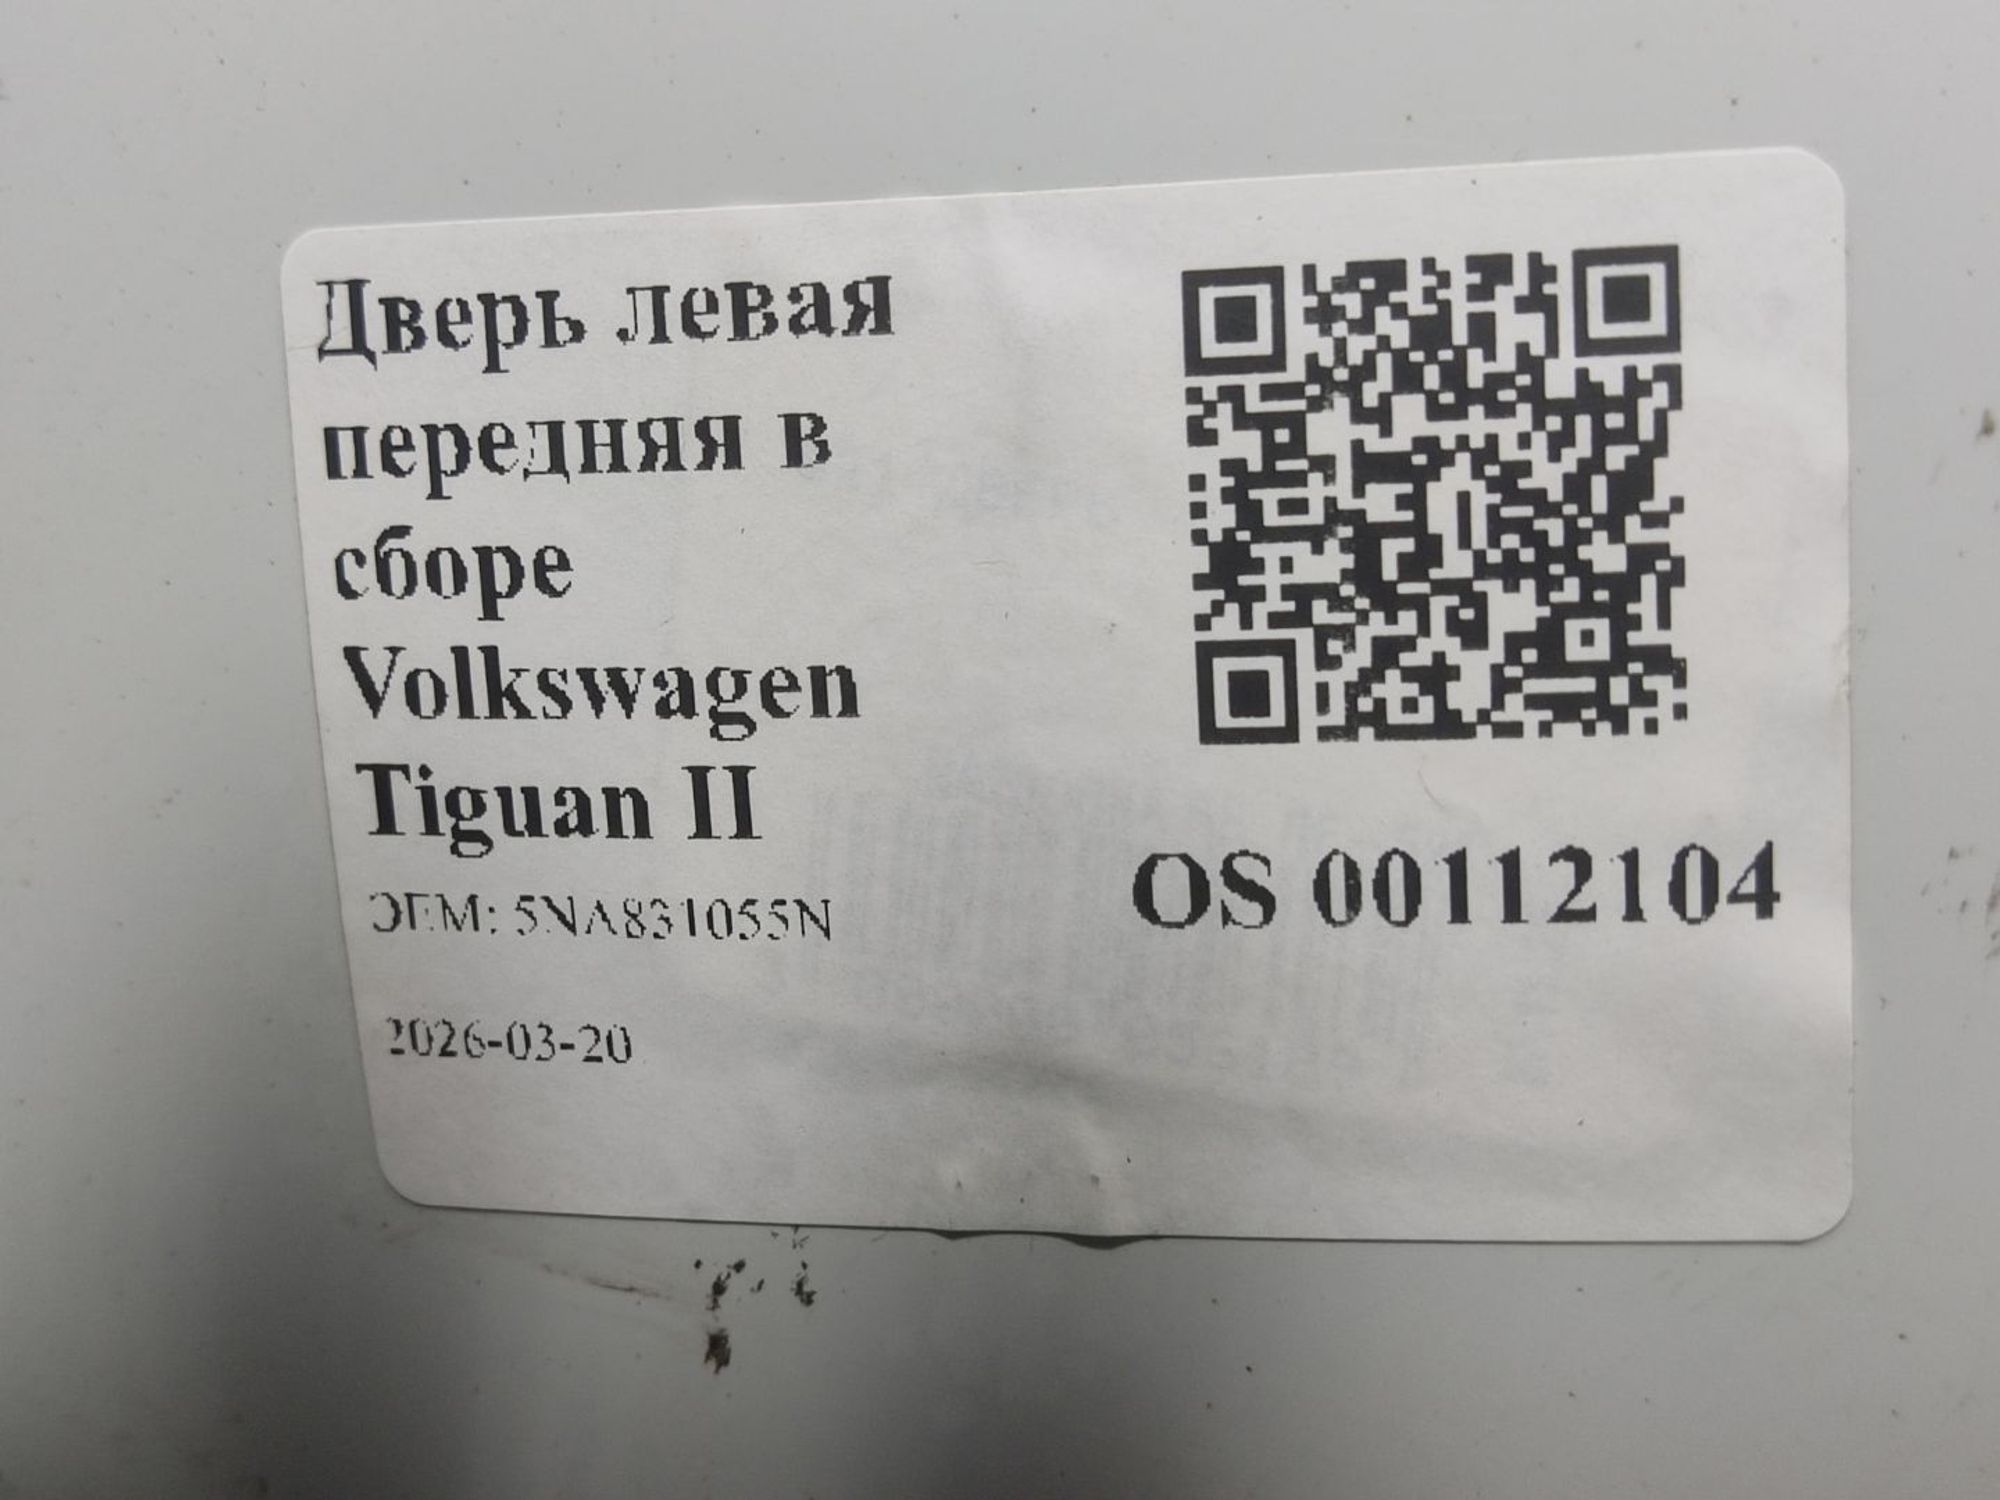 Дверь левая
передняя в
сборе
Volkswagen
Tiguan II
ОЕМ: 5NA831055N
2026-03-20
OS 00112104